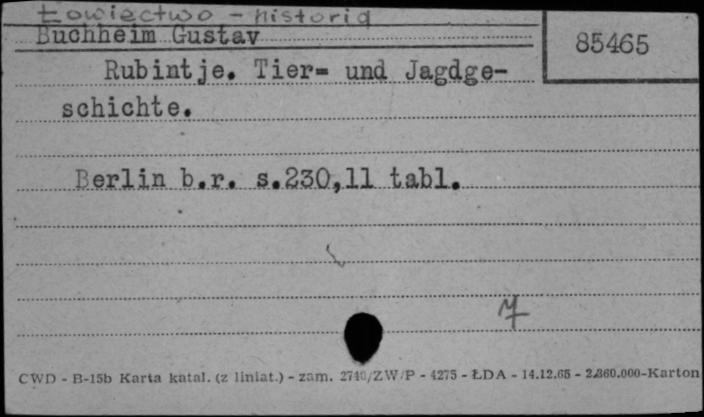 Łowiectwo - historia
Buchheim Gustav
85465
Rubintje. Tier= und Jagdge-
schichte.
Berlin b.r. s.230,11 tabl.
7
CWD - B-15b Karta katal. (z liniat.) - zam. 2740/ZW/P - 4275 - ŁDA - 14.12.65 - 2.360.000-Karton